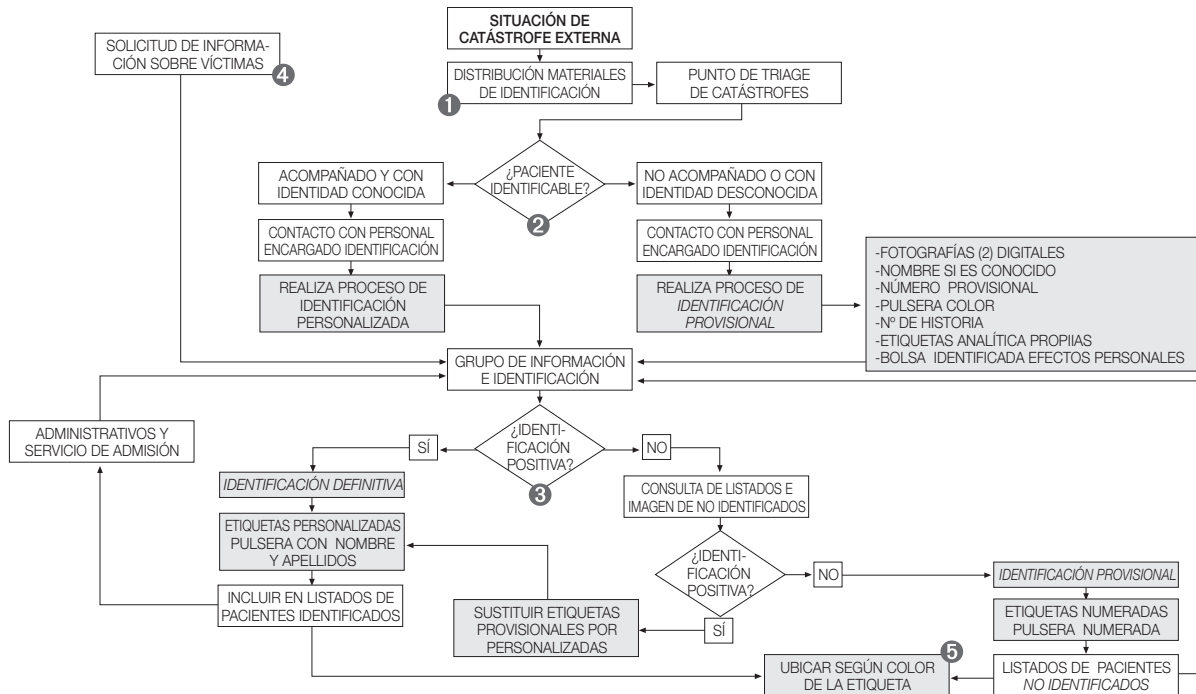 SITUACIÓN DE
CATÁSTROFE EXTERNA
SOLICITUD DE INFORMA-
CIÓN SOBRE VÍCTIMAS
4
DISTRIBUCIÓN MATERIALES
DE IDENTIFICACIÓN
1
PUNTO DE TRIAGE
DE CATÁSTROFES
¿PACIENTE
IDENTIFICABLE?
2
ACOMPAÑADO Y CON
IDENTIDAD CONOCIDA
NO ACOMPAÑADO O CON
IDENTIDAD DESCONOCIDA
CONTACTO CON PERSONAL
ENCARGADO IDENTIFICACIÓN
CONTACTO CON PERSONAL
ENCARGADO IDENTIFICACIÓN
REALIZA PROCESO DE
IDENTIFICACIÓN
PERSONALIZADA
REALIZA PROCESO DE
IDENTIFICACIÓN
PROVISIONAL
-FOTOGRAFÍAS (2) DIGITALES
-NOMBRE SI ES CONOCIDO
-NÚMERO PROVISIONAL
-PULSERA COLOR
-Nº DE HISTORIA
-ETIQUETAS ANALÍTICA PROPIIAS
-BOLSA IDENTIFICADA EFECTOS PERSONALES
GRUPO DE INFORMACIÓN
E IDENTIFICACIÓN
ADMINISTRATIVOS Y
SERVICIO DE ADMISIÓN
SÍ
¿IDENTI-
FICACIÓN
POSITIVA?
3
NO
IDENTIFICACIÓN DEFINITIVA
CONSULTA DE LISTADOS E
IMAGEN DE NO IDENTIFICADOS
ETIQUETAS PERSONALIZADAS
PULSERA CON NOMBRE
Y APELLIDOS
¿IDENTI-
FICACIÓN
POSITIVA?
NO
IDENTIFICACIÓN PROVISIONAL
INCLUIR EN LISTADOS DE
PACIENTES IDENTIFICADOS
SUSTITUIR ETIQUETAS
PROVISIONALES POR
PERSONALIZADAS
SÍ
ETIQUETAS NUMERADAS
PULSERA NUMERADA
UBICAR SEGÚN COLOR
DE LA ETIQUETA
5
LISTADOS DE PACIENTES
NO IDENTIFICADOS